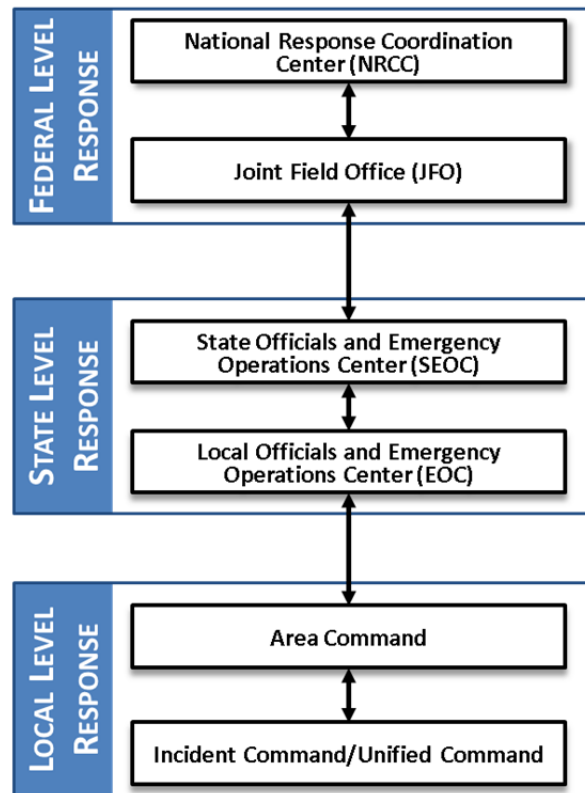 FEDERAL LEVEL
RESPONSE
National Response Coordination
Center (NRCC)
Joint Field Office (JFO)
STATE LEVEL
RESPONSE
State Officials and Emergency
Operations Center (SEOC)
Local Officials and Emergency
Operations Center (EOC)
LOCAL LEVEL
RESPONSE
Area Command
Incident Command/Unified Command